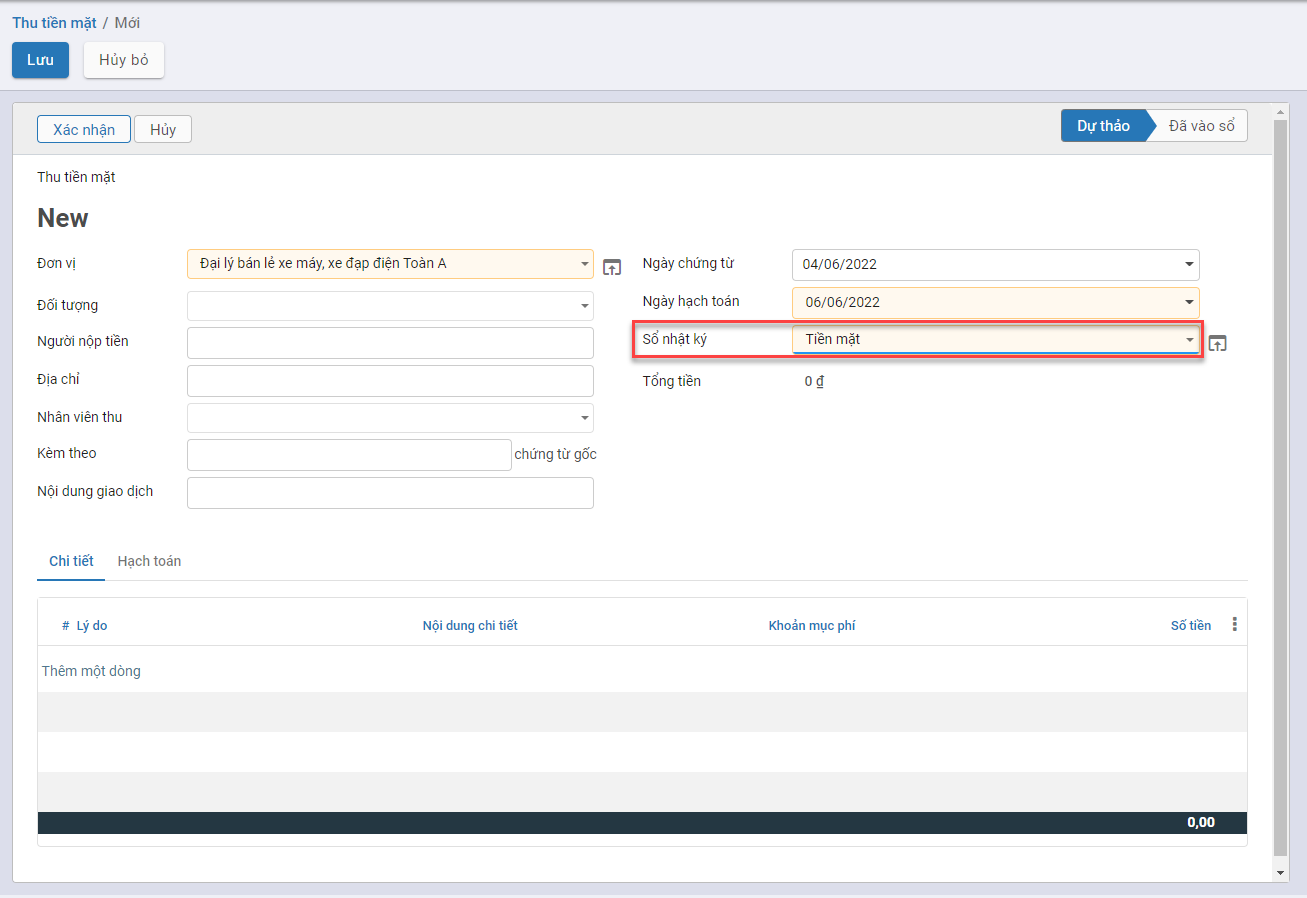 Thu tiền mặt / Mới
Lưu Hủy bỏ
Xác nhận Hủy Dự thảo Đã vào sổ
Thu tiền mặt
New
Đơn vị Đại lý bán lẻ xe máy, xe đạp điện Toàn A Ngày chứng từ 04/06/2022
Đối tượng Ngày hạch toán 06/06/2022
Người nộp tiền Sổ nhật ký Tiền mặt
Địa chỉ Tổng tiền 0 ₫
Nhân viên thu
Kèm theo chứng từ gốc
Nội dung giao dịch
Chi tiết Hạch toán
# Lý do Nội dung chi tiết Khoản mục phí Số tiền
Thêm một dòng
0,00